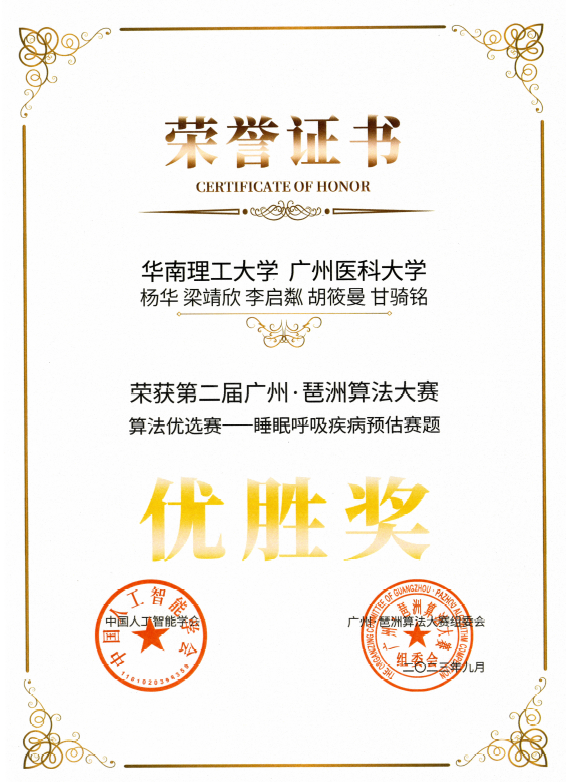 荣誉证书
CERTIFICATE OF HONOR
华南理工大学 广州医科大学
杨华 梁靖欣 李启粼 胡筱曼 甘骑铭
荣获第二届广州·琶洲算法大赛
算法优选赛——睡眠呼吸疾病预估赛题
优胜奖
中国人工智能学会
中国人工智能学会
广州·琶洲算法大赛组委会
THE ORGANIZING COMMITTEE OF GUANGZHOU·PAZHOU ALGORITHM COMPETITION
广州琶洲算法大赛
组委会
二〇二三年九月